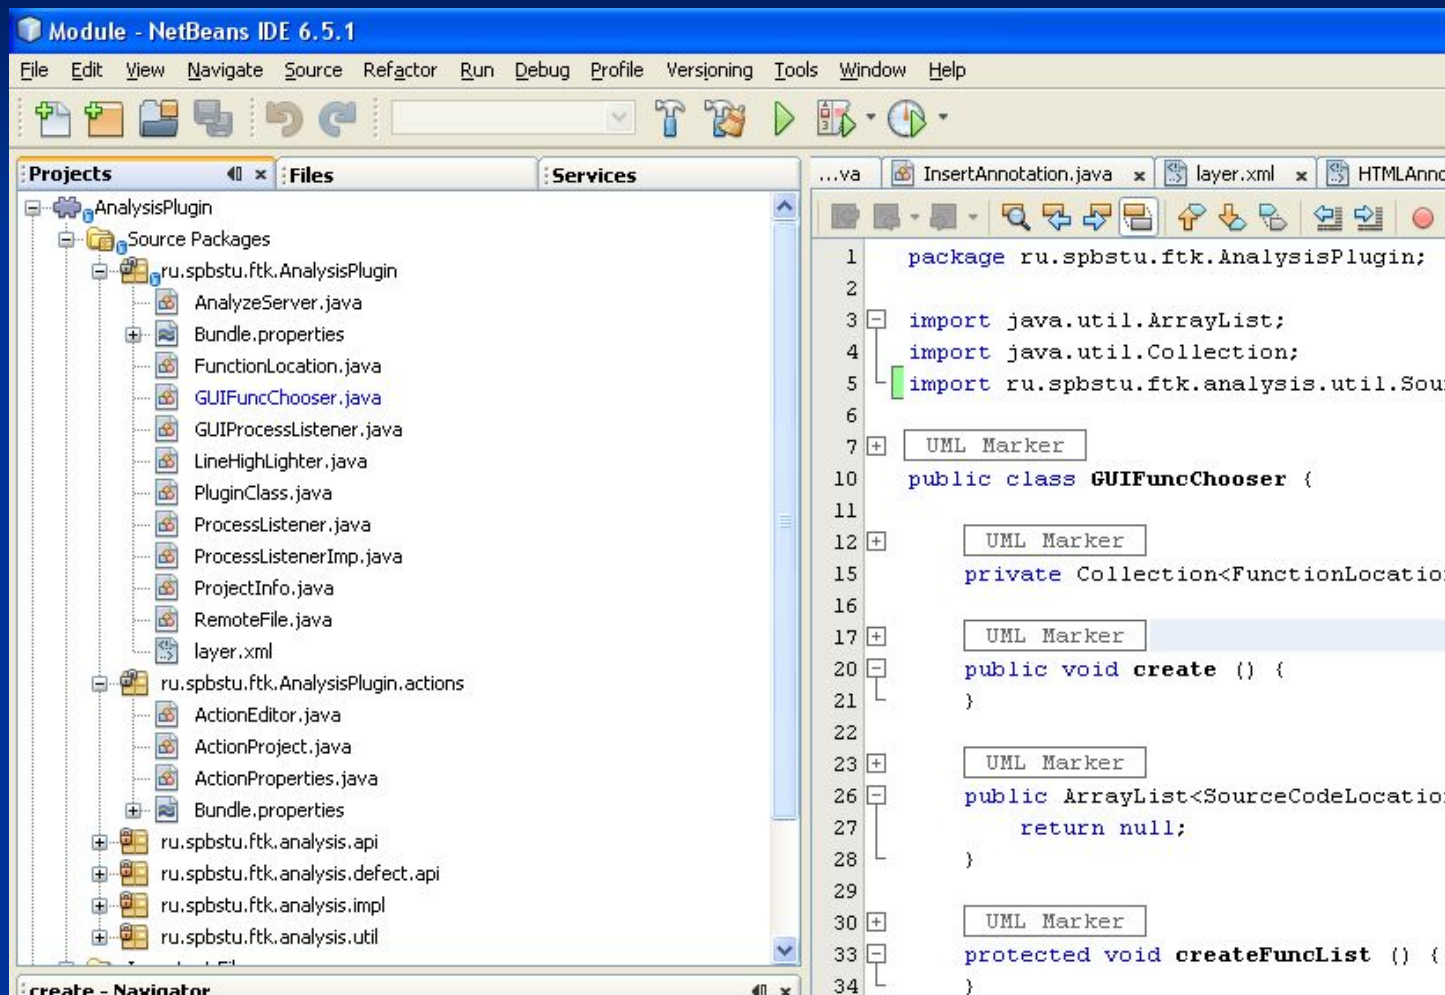 Module - NetBeans IDE 6.5.1
File Edit View Navigate Source Refactor Run Debug Profile Versioning Tools Window Help
Projects Files Services
AnalysisPlugin
Source Packages
ru.spbstu.ftk.AnalysisPlugin
AnalyzeServer.java
Bundle.properties
FunctionLocation.java
GUIFuncChooser.java
GUIProcessListener.java
LineHighLighter.java
PluginClass.java
ProcessListener.java
ProcessListenerImp.java
ProjectInfo.java
RemoteFile.java
layer.xml
ru.spbstu.ftk.AnalysisPlugin.actions
ActionEditor.java
ActionProject.java
ActionProperties.java
Bundle.properties
ru.spbstu.ftk.analysis.api
ru.spbstu.ftk.analysis.defect.api
ru.spbstu.ftk.analysis.impl
ru.spbstu.ftk.analysis.util
create - Navigator
...va InsertAnnotation.java layer.xml HTMLAnno
1 package ru.spbstu.ftk.AnalysisPlugin;
2
3 import java.util.ArrayList;
4 import java.util.Collection;
5 import ru.spbstu.ftk.analysis.util.Sou
6
7 UML Marker
10 public class GUIFuncChooser {
11
12 UML Marker
15 private Collection<FunctionLocation
16
17 UML Marker
20 public void create () {
21 }
22
23 UML Marker
26 public ArrayList<SourceCodeLocation
27 return null;
28 }
29
30 UML Marker
33 protected void createFuncList () {
34 }